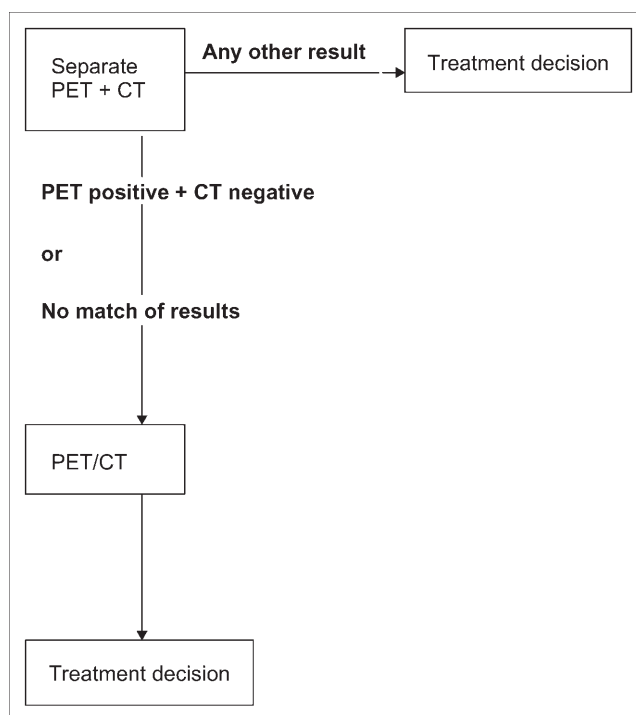 Separate
PET + CT
Any other result
Treatment decision
PET positive + CT negative
or
No match of results
PET/CT
Treatment decision